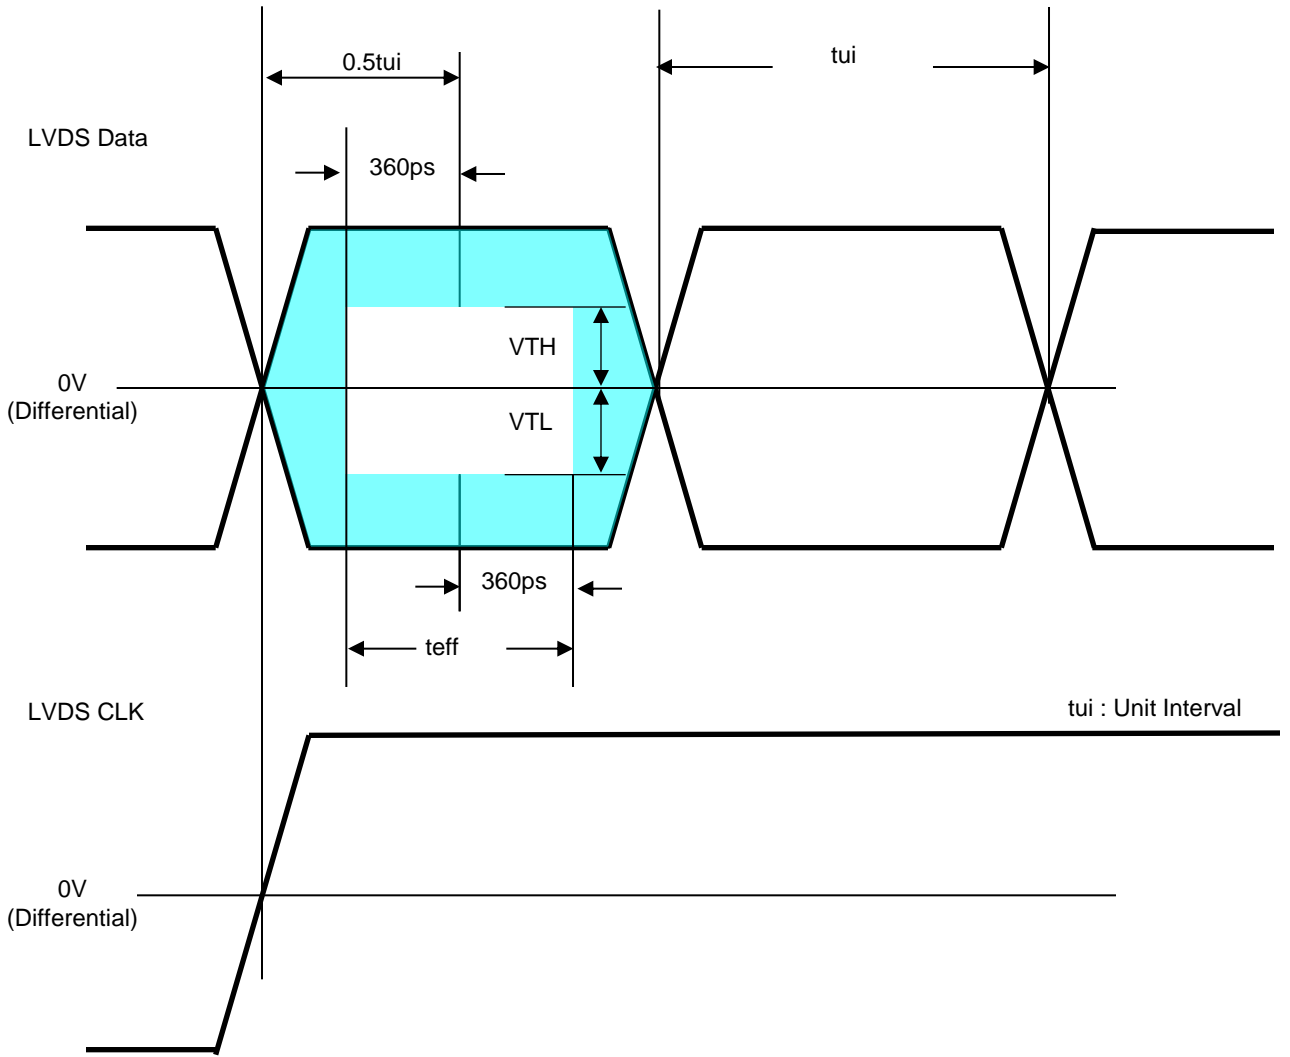 0.5tui
tui
LVDS Data
360ps
VTH
0V
(Differential)
VTL
360ps
teff
LVDS CLK
tui : Unit Interval
0V
(Differential)